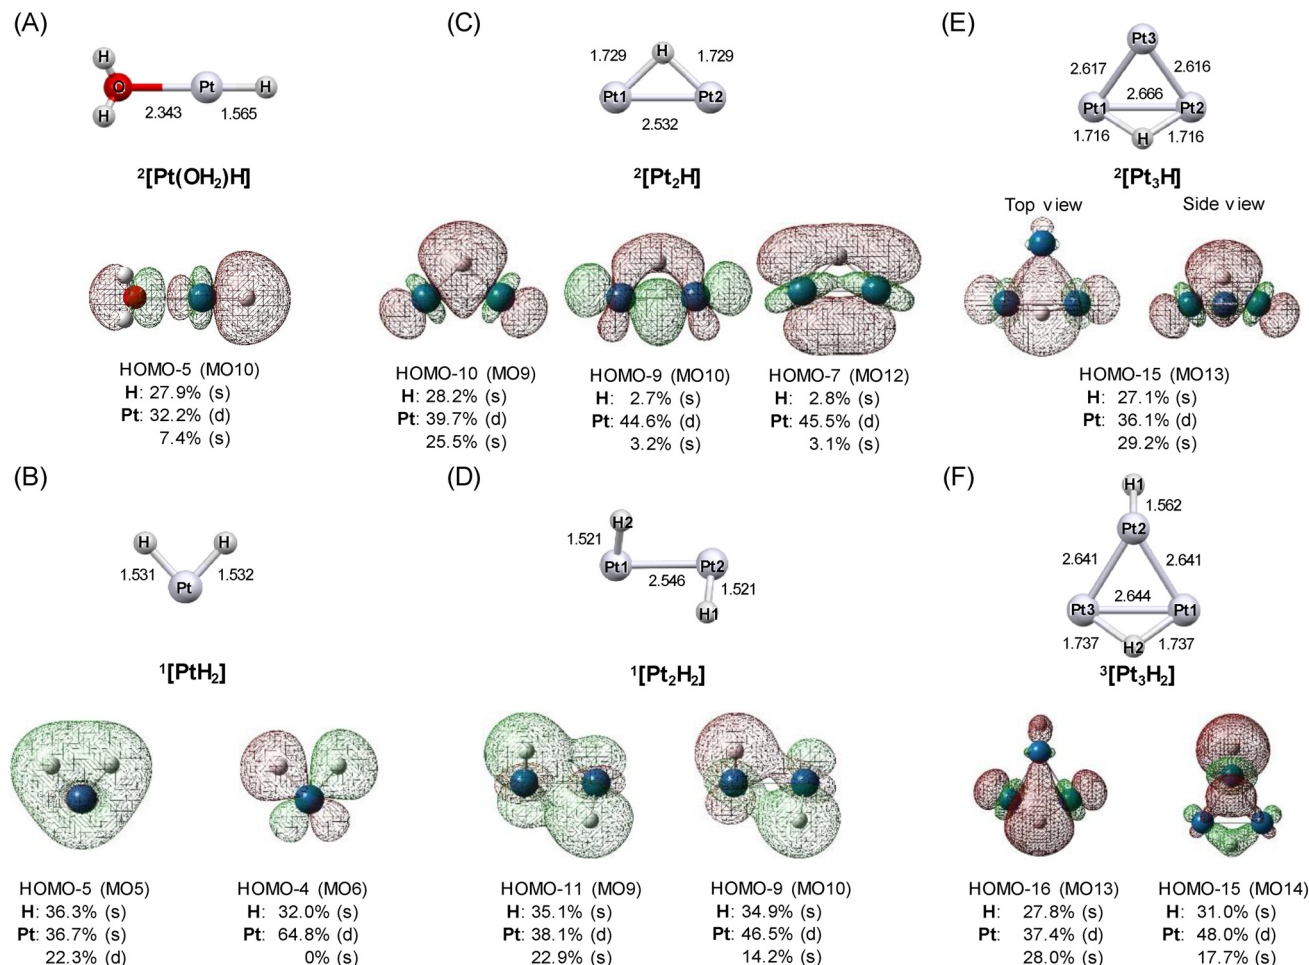 (A)
H
O
Pt
H
H
2.343
1.565
²[Pt(OH₂)H]
HOMO-5 (MO10)
H: 27.9% (s)
Pt: 32.2% (d)
7.4% (s)
(B)
H
H
Pt
1.531
1.532
¹[PtH₂]
HOMO-5 (MO5)
H: 36.3% (s)
Pt: 36.7% (s)
22.3% (d)
HOMO-4 (MO6)
H: 32.0% (s)
Pt: 64.8% (d)
0% (s)
(C)
1.729
H
1.729
Pt1
Pt2
2.532
²[Pt₂H]
HOMO-10 (MO9)
H: 28.2% (s)
Pt: 39.7% (d)
25.5% (s)
HOMO-9 (MO10)
H: 2.7% (s)
Pt: 44.6% (d)
3.2% (s)
HOMO-7 (MO12)
H: 2.8% (s)
Pt: 45.5% (d)
3.1% (s)
(D)
H2
1.521
Pt1
Pt2
2.546
1.521
H1
¹[Pt₂H₂]
HOMO-11 (MO9)
H: 35.1% (s)
Pt: 38.1% (d)
22.9% (s)
HOMO-9 (MO10)
H: 34.9% (s)
Pt: 46.5% (d)
14.2% (s)
(E)
Pt3
2.617
2.616
2.666
Pt1
Pt2
1.716
H
1.716
²[Pt₃H]
Top view
Side view
HOMO-15 (MO13)
H: 27.1% (s)
Pt: 36.1% (d)
29.2% (s)
(F)
H1
1.562
Pt2
2.641
2.641
2.644
Pt3
Pt1
1.737
H2
1.737
³[Pt₃H₂]
HOMO-16 (MO13)
H: 27.8% (s)
Pt: 37.4% (d)
28.0% (s)
HOMO-15 (MO14)
H: 31.0% (s)
Pt: 48.0% (d)
17.7% (s)